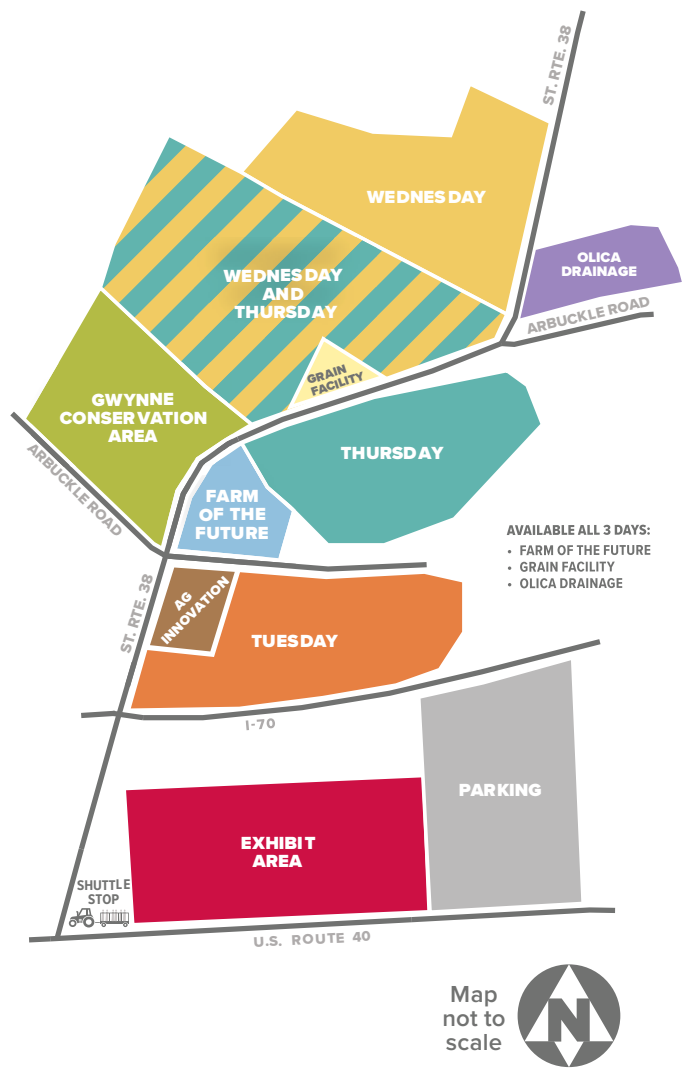 ST. RTE. 38
WEDNESDAY
OLICA
DRAINAGE
WEDNESDAY
AND
THURSDAY
ARBUCKLE ROAD
GRAIN
FACILITY
GWYNNE
CONSERVATION
AREA
THURSDAY
ARBUCKLE ROAD
FARM
OF THE
FUTURE
AVAILABLE ALL 3 DAYS:
• FARM OF THE FUTURE
• GRAIN FACILITY
• OLICA DRAINAGE
ST. RTE. 38
AG
INNOVATION
TUESDAY
I-70
PARKING
EXHIBIT
AREA
SHUTTLE
STOP
U.S. ROUTE 40
Map
not to
scale
N